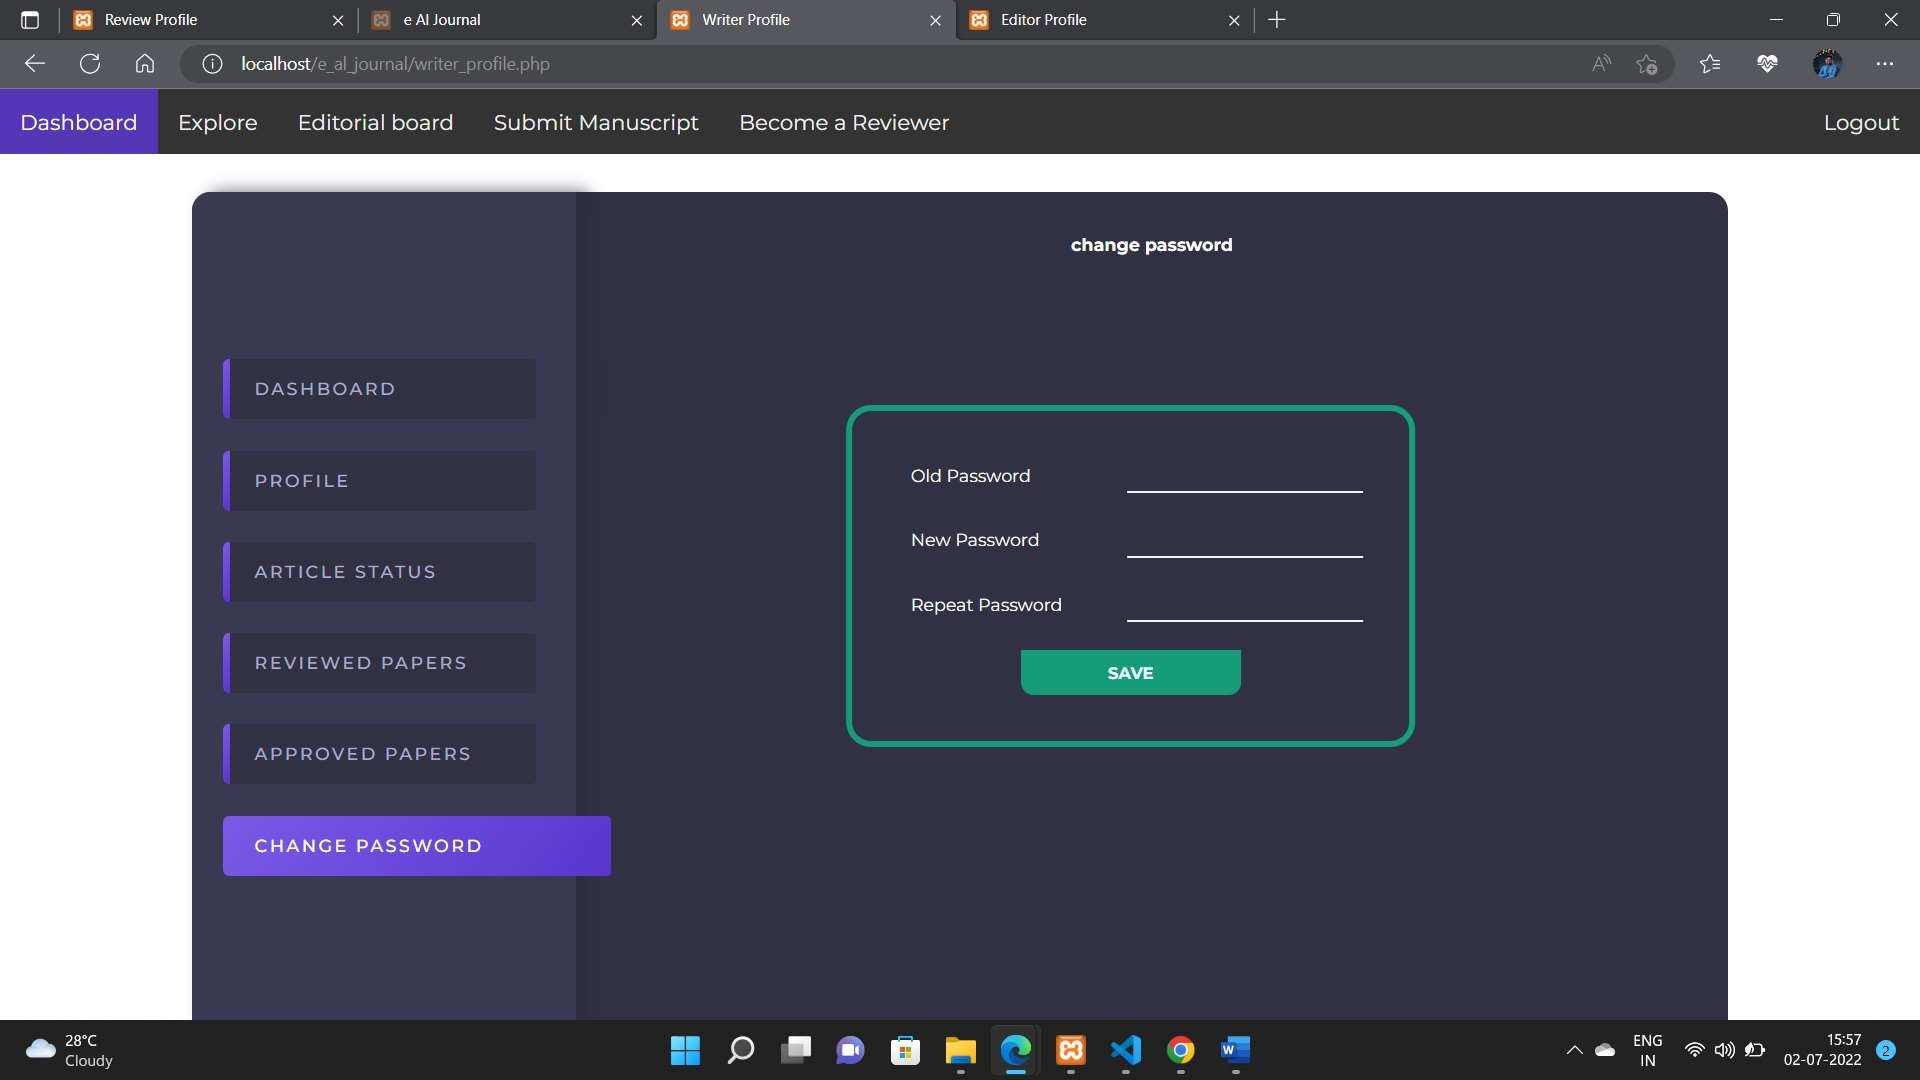 Review Profile
e Al Journal
Writer Profile
Editor Profile
localhost/e_al_journal/writer_profile.php
Dashboard
Explore
Editorial board
Submit Manuscript
Become a Reviewer
Logout
change password
DASHBOARD
PROFILE
ARTICLE STATUS
REVIEWED PAPERS
APPROVED PAPERS
CHANGE PASSWORD
Old Password
New Password
Repeat Password
SAVE
28°C
Cloudy
ENG
IN
15:57
02-07-2022
2